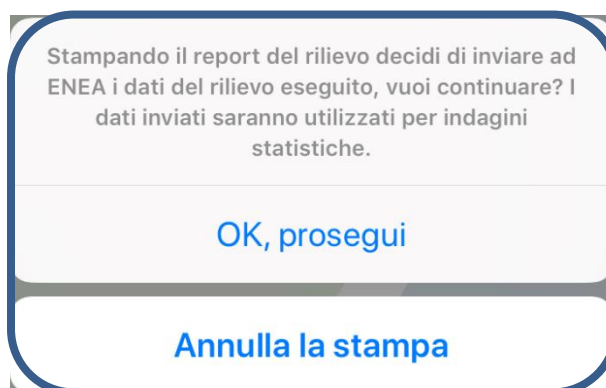 Stampando il report del rilievo decidi di inviare ad
ENEA i dati del rilievo eseguito, vuoi continuare? I
dati inviati saranno utilizzati per indagini
statistiche.
OK, prosegui
Annulla la stampa